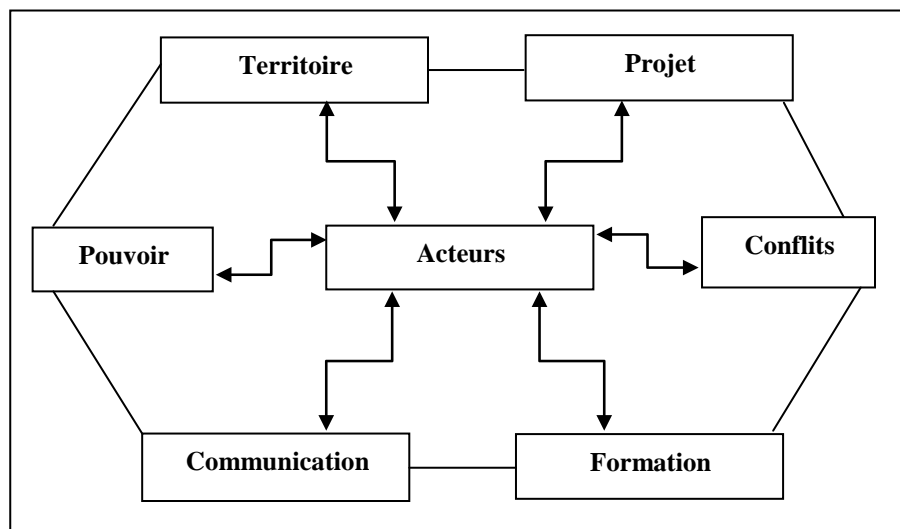 Territoire
Projet
Pouvoir
Acteurs
Conflits
Communication
Formation